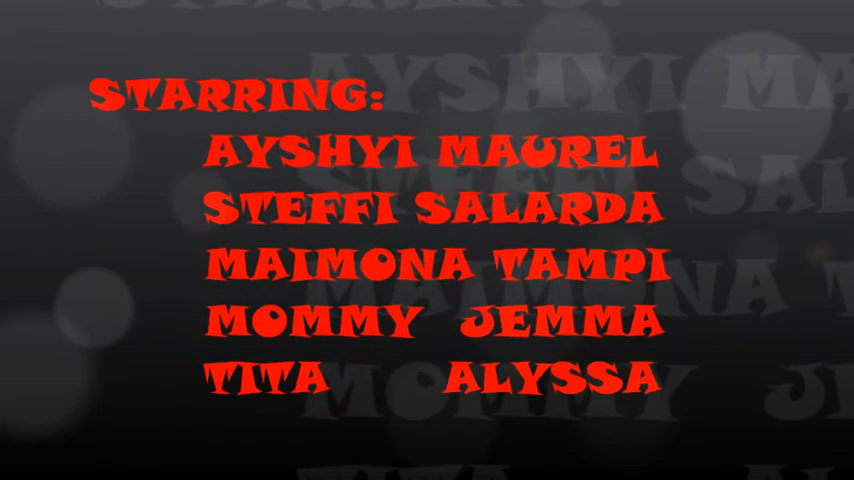 STARRING:
AYSHYI MAUREL
STEFFI SALARDA
MAIMONA TAMPI
MOMMY JEMMA
TITA ALYSSA